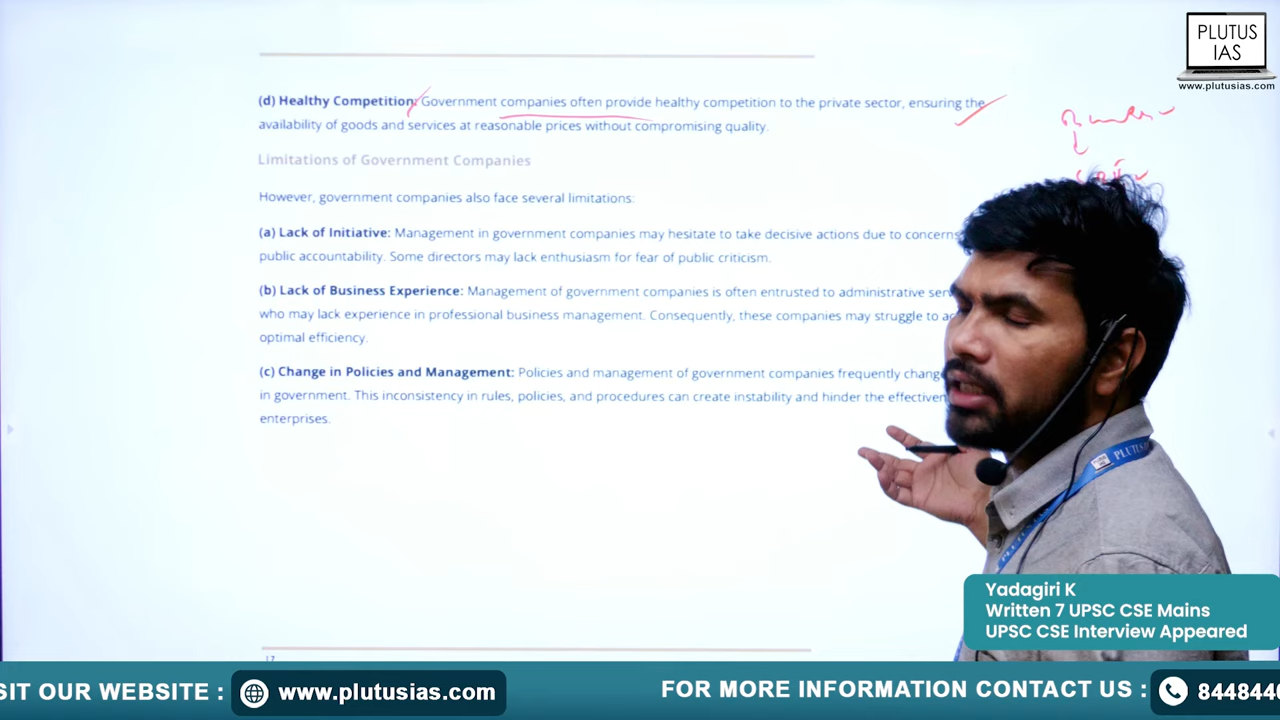 PLUTUS
IAS
www.plutusias.com
(d) Healthy Competition: Government companies often provide healthy competition to the private sector, ensuring the
availability of goods and services at reasonable prices without compromising quality.
Limitations of Government Companies
However, government companies also face several limitations:
(a) Lack of Initiative: Management in government companies may hesitate to take decisive actions due to concerns
public accountability. Some directors may lack enthusiasm for fear of public criticism.
(b) Lack of Business Experience: Management of government companies is often entrusted to administrative
who may lack experience in professional business management. Consequently, these companies may struggle to
optimal efficiency.
(c) Change in Policies and Management: Policies and management of government companies frequently
in government. This inconsistency in rules, policies, and procedures can create instability and hinder the
enterprises.
PLUTUS
Yadagiri K
Written 7 UPSC CSE Mains
UPSC CSE Interview Appeared
17
SIT OUR WEBSITE : www.plutusias.com FOR MORE INFORMATION CONTACT US : 844840